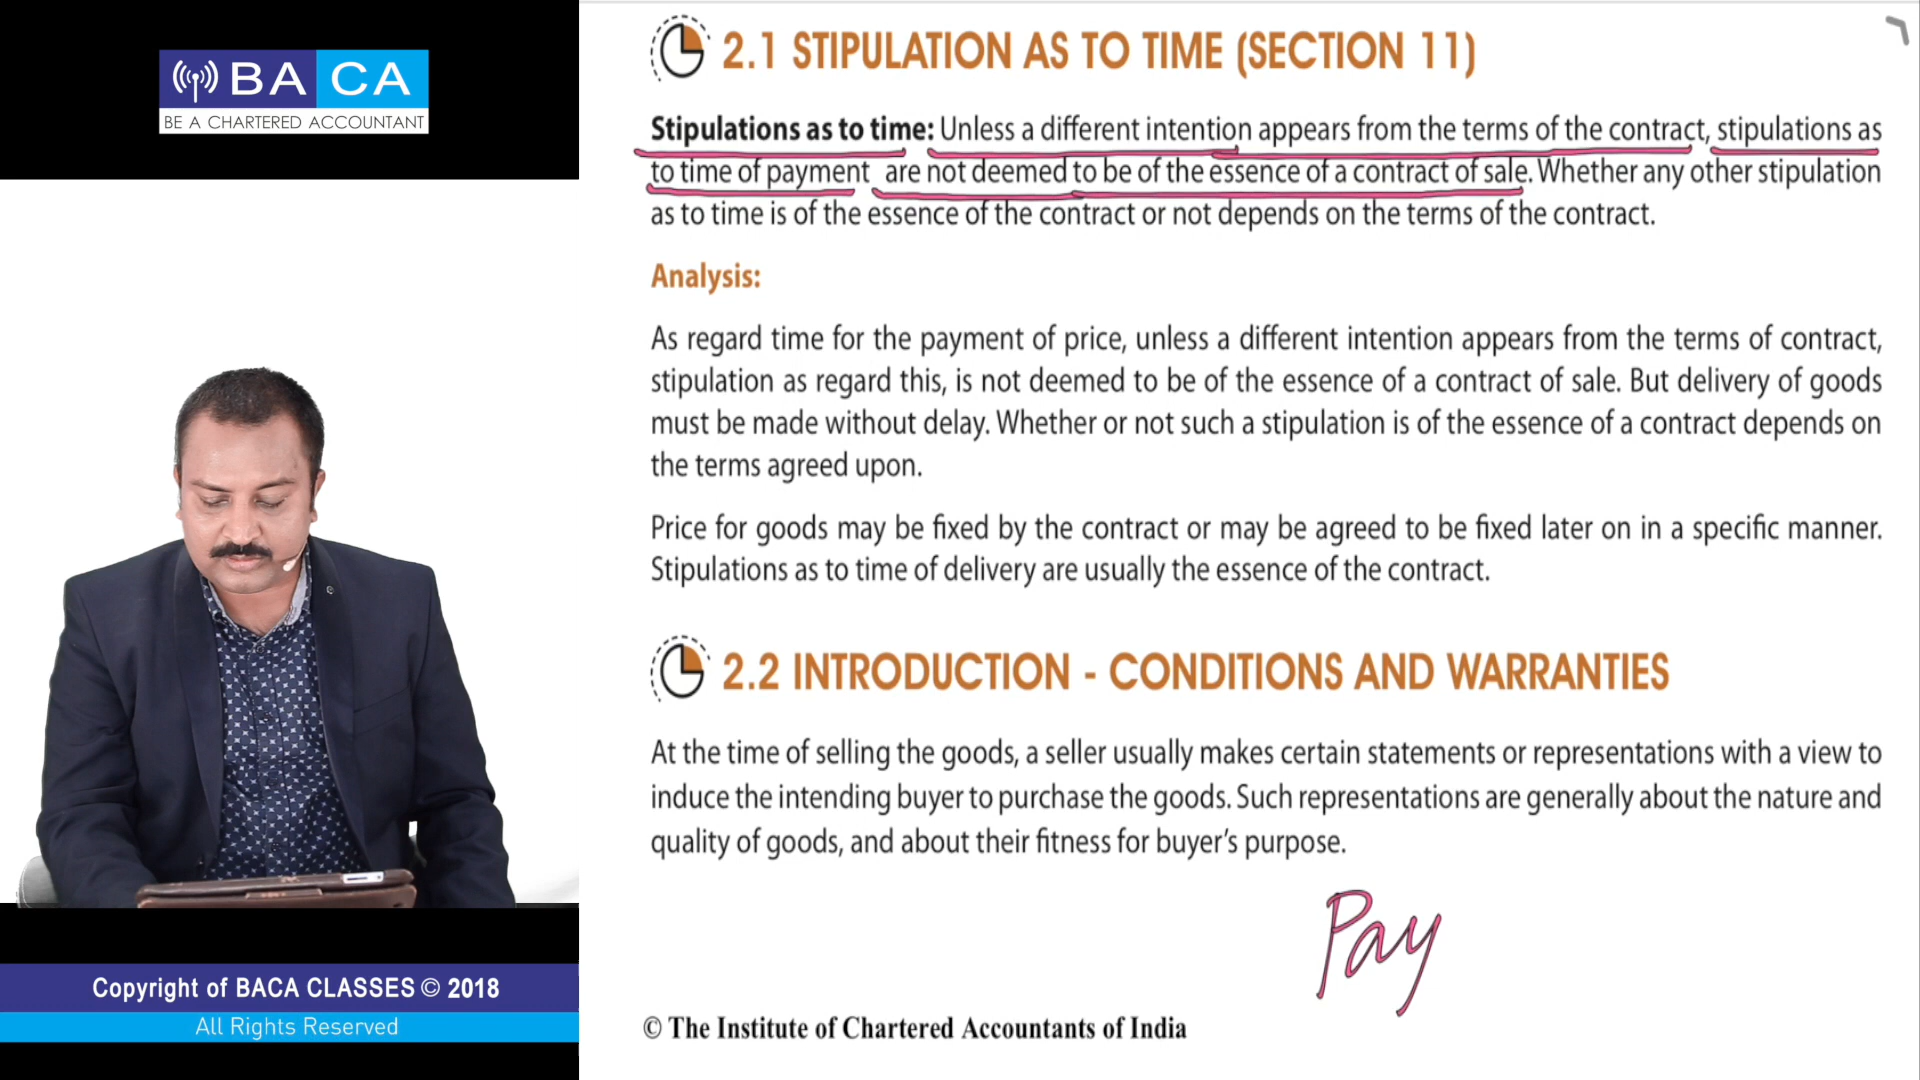 BA CA
BE A CHARTERED ACCOUNTANT
2.1 STIPULATION AS TO TIME (SECTION 11)
Stipulations as to time: Unless a different intention appears from the terms of the contract, stipulations as
to time of payment are not deemed to be of the essence of a contract of sale. Whether any other stipulation
as to time is of the essence of the contract or not depends on the terms of the contract.
Analysis:
As regard time for the payment of price, unless a different intention appears from the terms of contract,
stipulation as regard this, is not deemed to be of the essence of a contract of sale. But delivery of goods
must be made without delay. Whether or not such a stipulation is of the essence of a contract depends on
the terms agreed upon.
Price for goods may be fixed by the contract or may be agreed to be fixed later on in a specific manner.
Stipulations as to time of delivery are usually the essence of the contract.
2.2 INTRODUCTION - CONDITIONS AND WARRANTIES
At the time of selling the goods, a seller usually makes certain statements or representations with a view to
induce the intending buyer to purchase the goods. Such representations are generally about the nature and
quality of goods, and about their fitness for buyer's purpose.
Pay
© The Institute of Chartered Accountants of India
Copyright of BACA CLASSES © 2018
All Rights Reserved